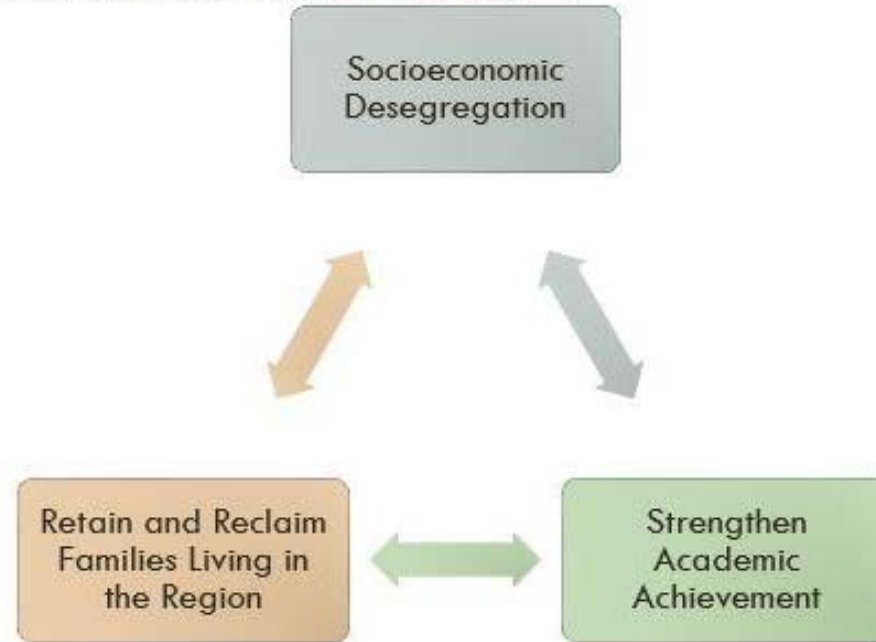 Socioeconomic
Desegregation
Retain and Reclaim
Families Living in
the Region
Strengthen
Academic
Achievement